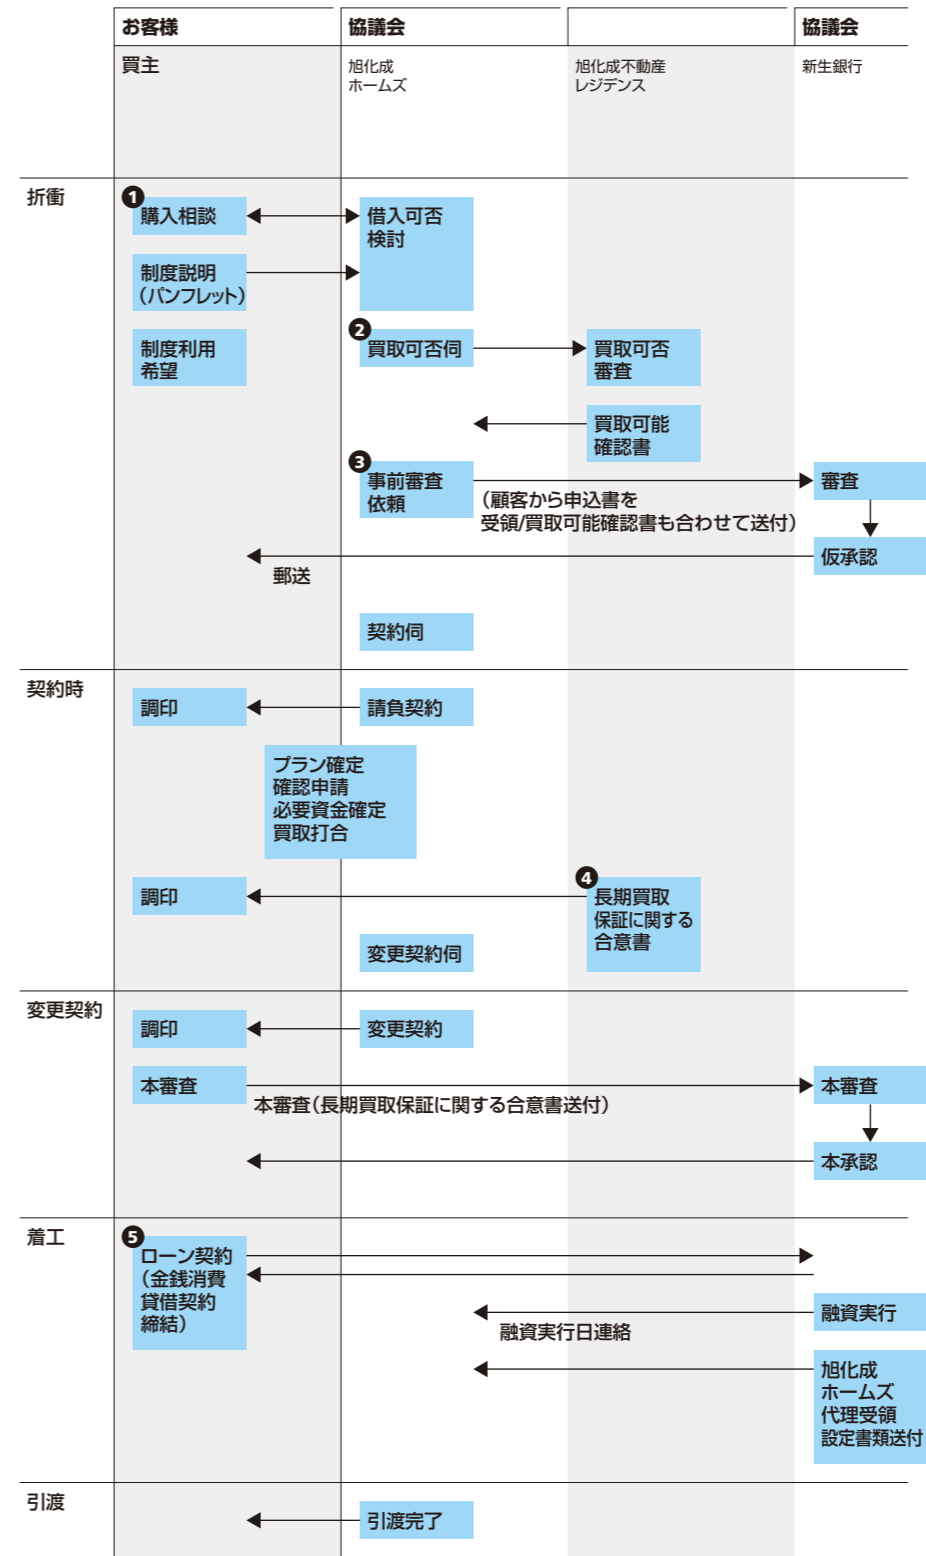 お客様
協議会
協議会
買主
旭化成
ホームズ
旭化成不動産
レジデンス
新生銀行
折衝
❶
購入相談
借入可否
検討
制度説明
(パンフレット)
❷
制度利用
希望
買取可否伺
買取可否
審査
買取可能
確認書
❸
事前審査
依頼
(顧客から申込書を
受領/買取可能確認書も合わせて送付)
審査
仮承認
郵送
契約伺
契約時
調印
請負契約
プラン確定
確認申請
必要資金確定
買取打合
調印
❹
長期買取
保証に関する
合意書
変更契約伺
変更契約
調印
変更契約
本審査
本審査(長期買取保証に関する合意書送付)
本審査
本承認
着工
❺
ローン契約
(金銭消費
貸借契約
締結)
融資実行
融資実行日連絡
旭化成
ホームズ
代理受領
設定書類送付
引渡
引渡完了